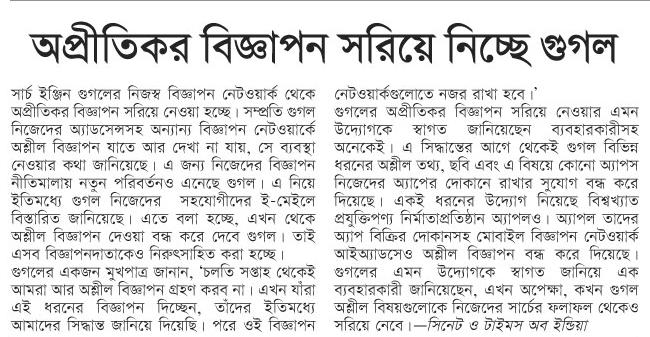 অপ্রীতিকর বিজ্ঞাপন সরিয়ে নিচ্ছে গুগল
সার্চ ইঞ্জিন গুগলের নিজস্ব বিজ্ঞাপন নেটওয়ার্ক থেকে
অপ্রীতিকর বিজ্ঞাপন সরিয়ে নেওয়া হচ্ছে। সম্প্রতি গুগল
নিজেদের অ্যাডসেন্সসহ অন্যান্য বিজ্ঞাপন নেটওয়ার্কে
অশ্লীল বিজ্ঞাপন যাতে আর দেখা না যায়, সে ব্যবস্থা
নেওয়ার কথা জানিয়েছে। এ জন্য নিজেদের বিজ্ঞাপন
নীতিমালায় নতুন পরিবর্তনও এনেছে গুগল। এ নিয়ে
ইতিমধ্যে গুগল নিজেদের সহযোগীদের ই-মেইলে
বিস্তারিত জানিয়েছে। এতে বলা হচ্ছে, এখন থেকে
অশ্লীল বিজ্ঞাপন দেওয়া বন্ধ করে দেবে গুগল। তাই
এসব বিজ্ঞাপনদাতাকেও নিরুৎসাহিত করা হচ্ছে।
গুগলের একজন মুখপাত্র জানান, ‘চলতি সপ্তাহ থেকেই
আমরা আর অশ্লীল বিজ্ঞাপন গ্রহণ করব না। এখন যাঁরা
এই ধরনের বিজ্ঞাপন দিচ্ছেন, তাঁদের ইতিমধ্যে
আমাদের সিদ্ধান্ত জানিয়ে দিয়েছি। পরে ওই বিজ্ঞাপন
নেটওয়ার্কগুলোতে নজর রাখা হবে।’
গুগলের অপ্রীতিকর বিজ্ঞাপন সরিয়ে নেওয়ার এমন
উদ্যোগকে স্বাগত জানিয়েছেন ব্যবহারকারীসহ
অনেকেই। এ সিদ্ধান্তের আগে থেকেই গুগল বিভিন্ন
ধরনের অশ্লীল তথ্য, ছবি এবং এ বিষয়ে কোনো অ্যাপস
নিজেদের অ্যাপের দোকানে রাখার সুযোগ বন্ধ করে
দিয়েছে। একই ধরনের উদ্যোগ নিয়েছে বিশ্বখ্যাত
প্রযুক্তিপণ্য নির্মাতাপ্রতিষ্ঠান অ্যাপলও। অ্যাপল তাদের
অ্যাপ বিক্রির দোকানসহ মোবাইল বিজ্ঞাপন নেটওয়ার্ক
আইঅ্যাডসেও অশ্লীল বিজ্ঞাপন বন্ধ করে দিয়েছে।
গুগলের এমন উদ্যোগকে স্বাগত জানিয়ে এক
ব্যবহারকারী জানিয়েছেন, এখন অপেক্ষা, কখন গুগল
অশ্লীল বিষয়গুলোকে নিজেদের সার্চের ফলাফল থেকেও
সরিয়ে নেবে।—সিনেট ও টাইমস অব ইন্ডিয়া